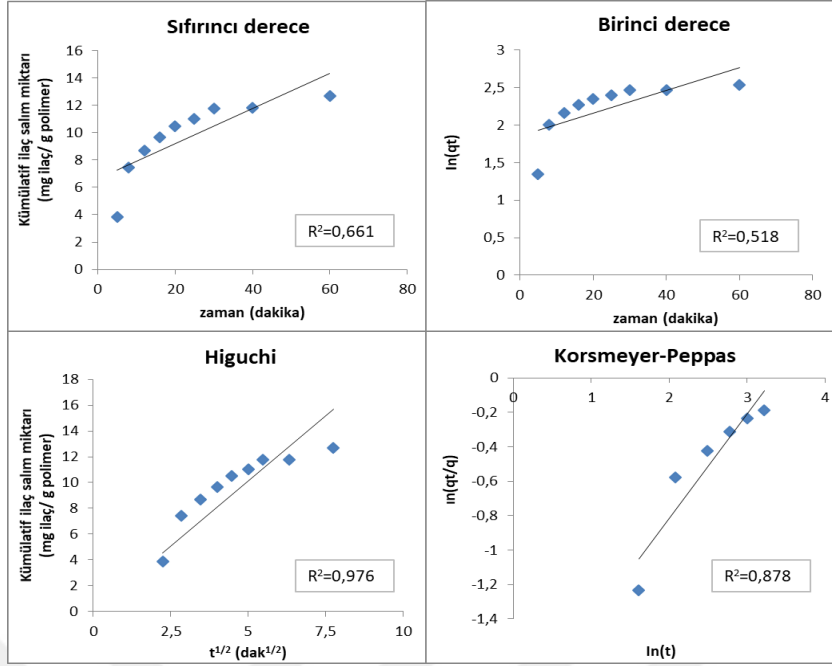 Sıfırıncı derece
Kümülatif ilaç salım miktarı
(mg ilaç/ g polimer)
16
14
12
10
8
6
4
2
0
0 20 40 60 80
zaman (dakika)
R²=0,661
Birinci derece
ln(qt)
3
2,5
2
1,5
1
0,5
0
0 20 40 60 80
zaman (dakika)
R²=0,518
Higuchi
Kümülatif ilaç salım miktarı
(mg ilaç/ g polimer)
18
16
14
12
10
8
6
4
2
0
0 2,5 5 7,5 10
t^1/2 (dak^1/2)
R²=0,976
Korsmeyer-Peppas
ln(qt/q)
0
0 1 2 3 4
-0,2
-0,4
-0,6
-0,8
-1
-1,2
-1,4
ln(t)
R²=0,878